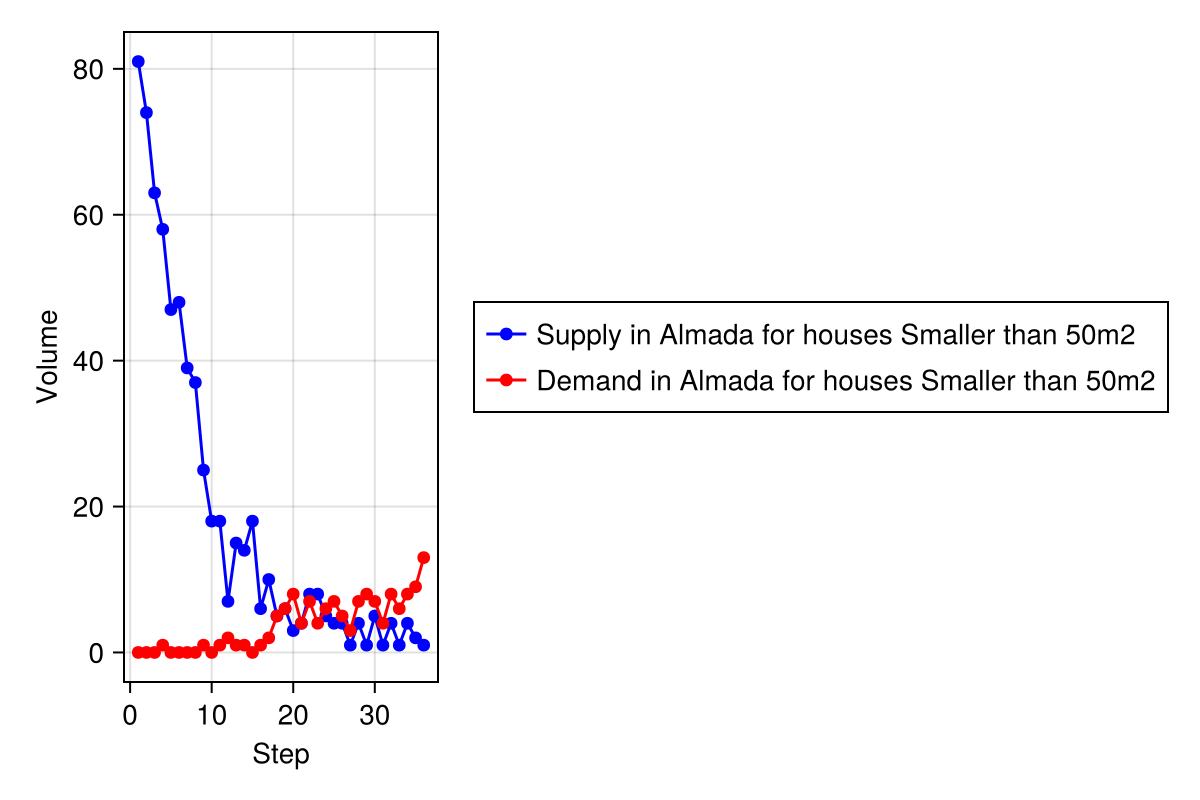 80
60
40
20
0
Volume
0 10 20 30
Step
Supply in Almada for houses Smaller than 50m2
Demand in Almada for houses Smaller than 50m2